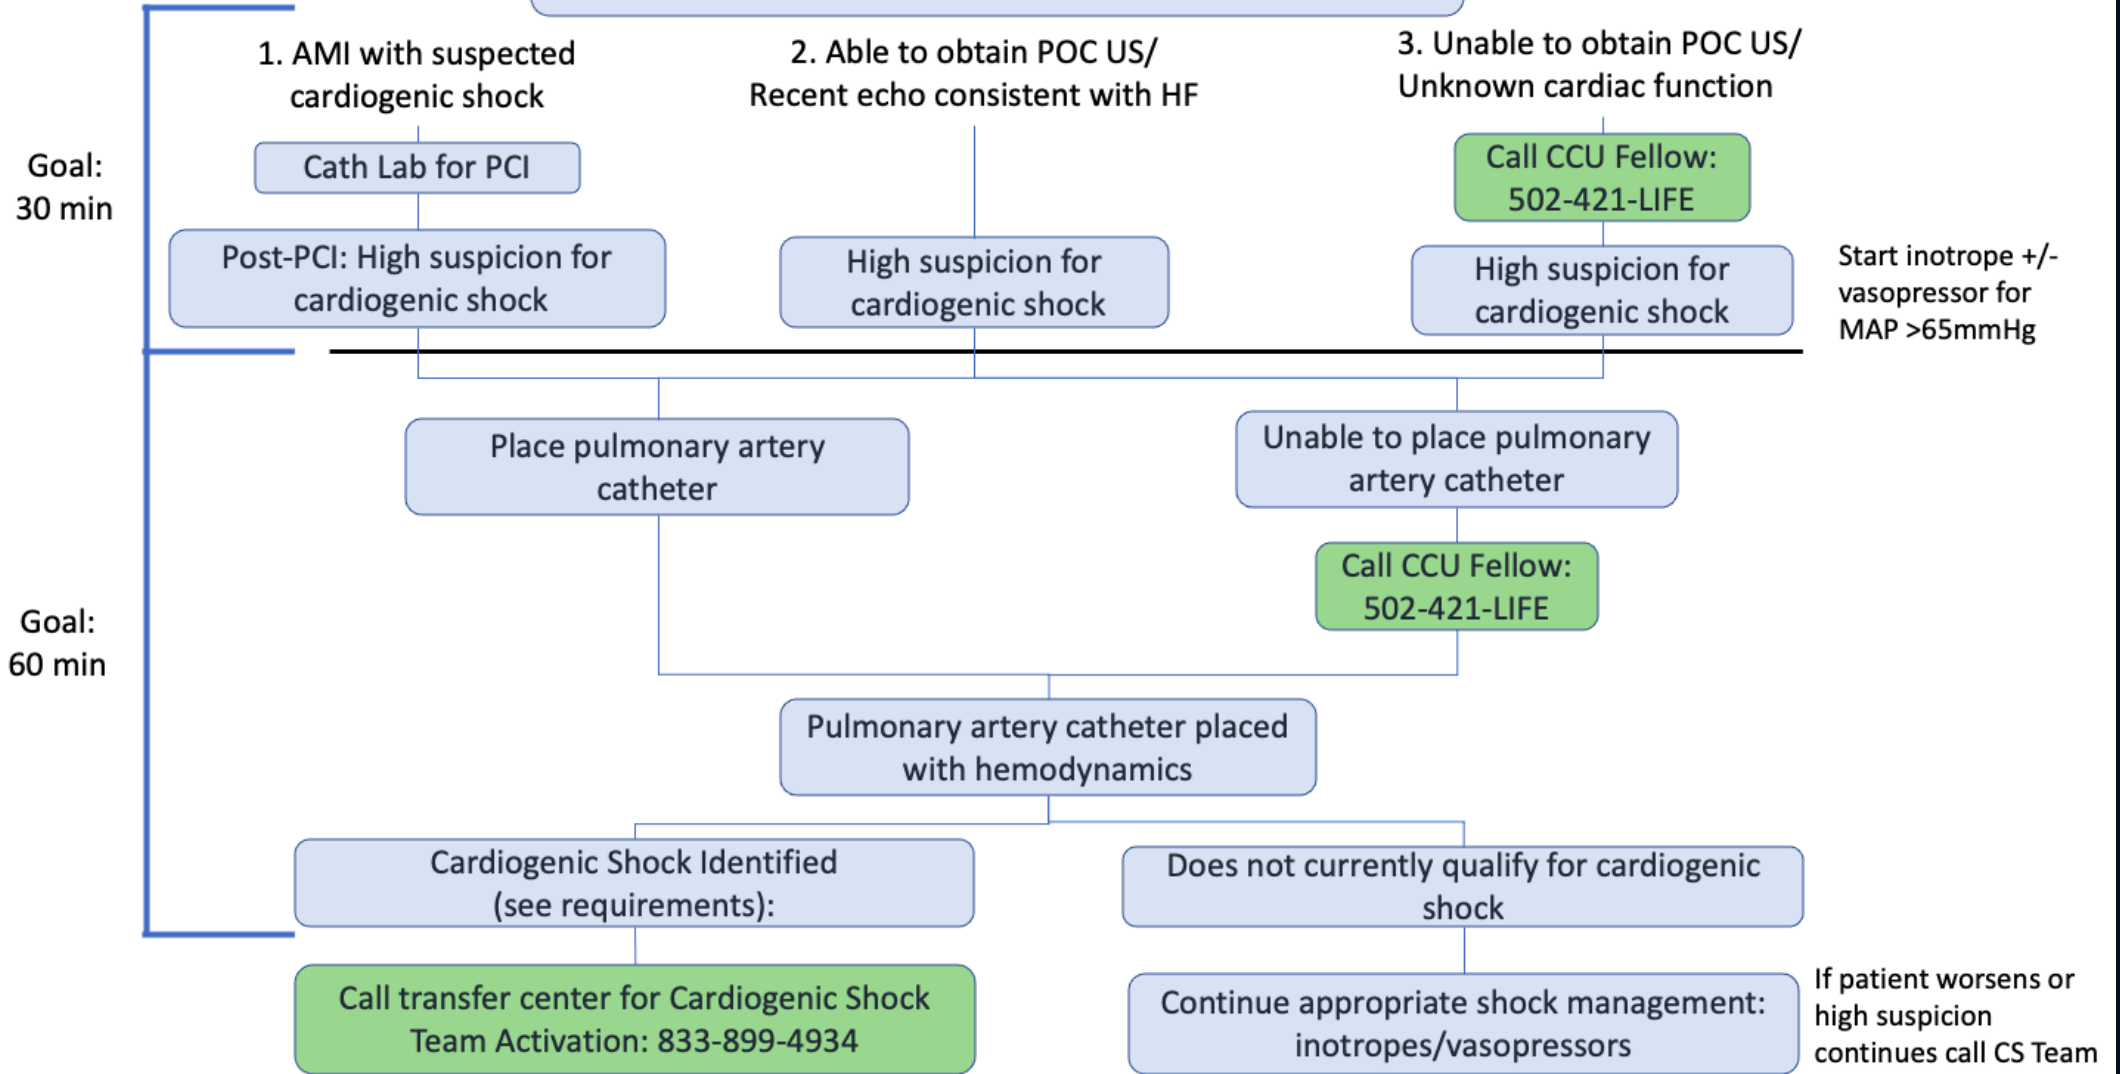 1. AMI with suspected
cardiogenic shock
2. Able to obtain POC US/
Recent echo consistent with HF
3. Unable to obtain POC US/
Unknown cardiac function
Goal:
30 min
Cath Lab for PCI
Call CCU Fellow:
502-421-LIFE
Post-PCI: High suspicion for
cardiogenic shock
High suspicion for
cardiogenic shock
High suspicion for
cardiogenic shock
Start inotrope +/-
vasopressor for
MAP >65mmHg
Place pulmonary artery
catheter
Unable to place pulmonary
artery catheter
Call CCU Fellow:
502-421-LIFE
Goal:
60 min
Pulmonary artery catheter placed
with hemodynamics
Cardiogenic Shock Identified
(see requirements):
Does not currently qualify for cardiogenic
shock
Call transfer center for Cardiogenic Shock
Team Activation: 833-899-4934
Continue appropriate shock management:
inotropes/vasopressors
If patient worsens or
high suspicion
continues call CS Team